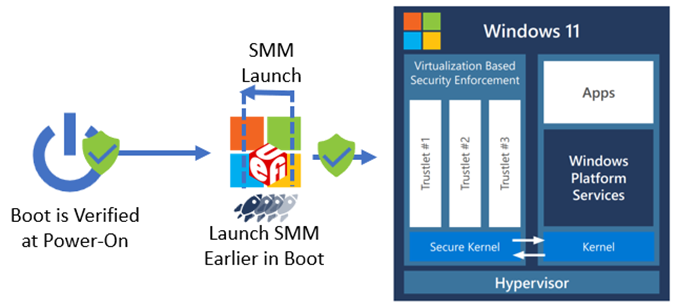 SMM
Launch
Boot is Verified
at Power-On
uefi
Launch SMM
Earlier in Boot
Windows 11
Virtualization Based
Security Enforcement
Trustlet #1
Trustlet #2
Trustlet #3
Secure Kernel
Apps
Windows
Platform
Services
Kernel
Hypervisor